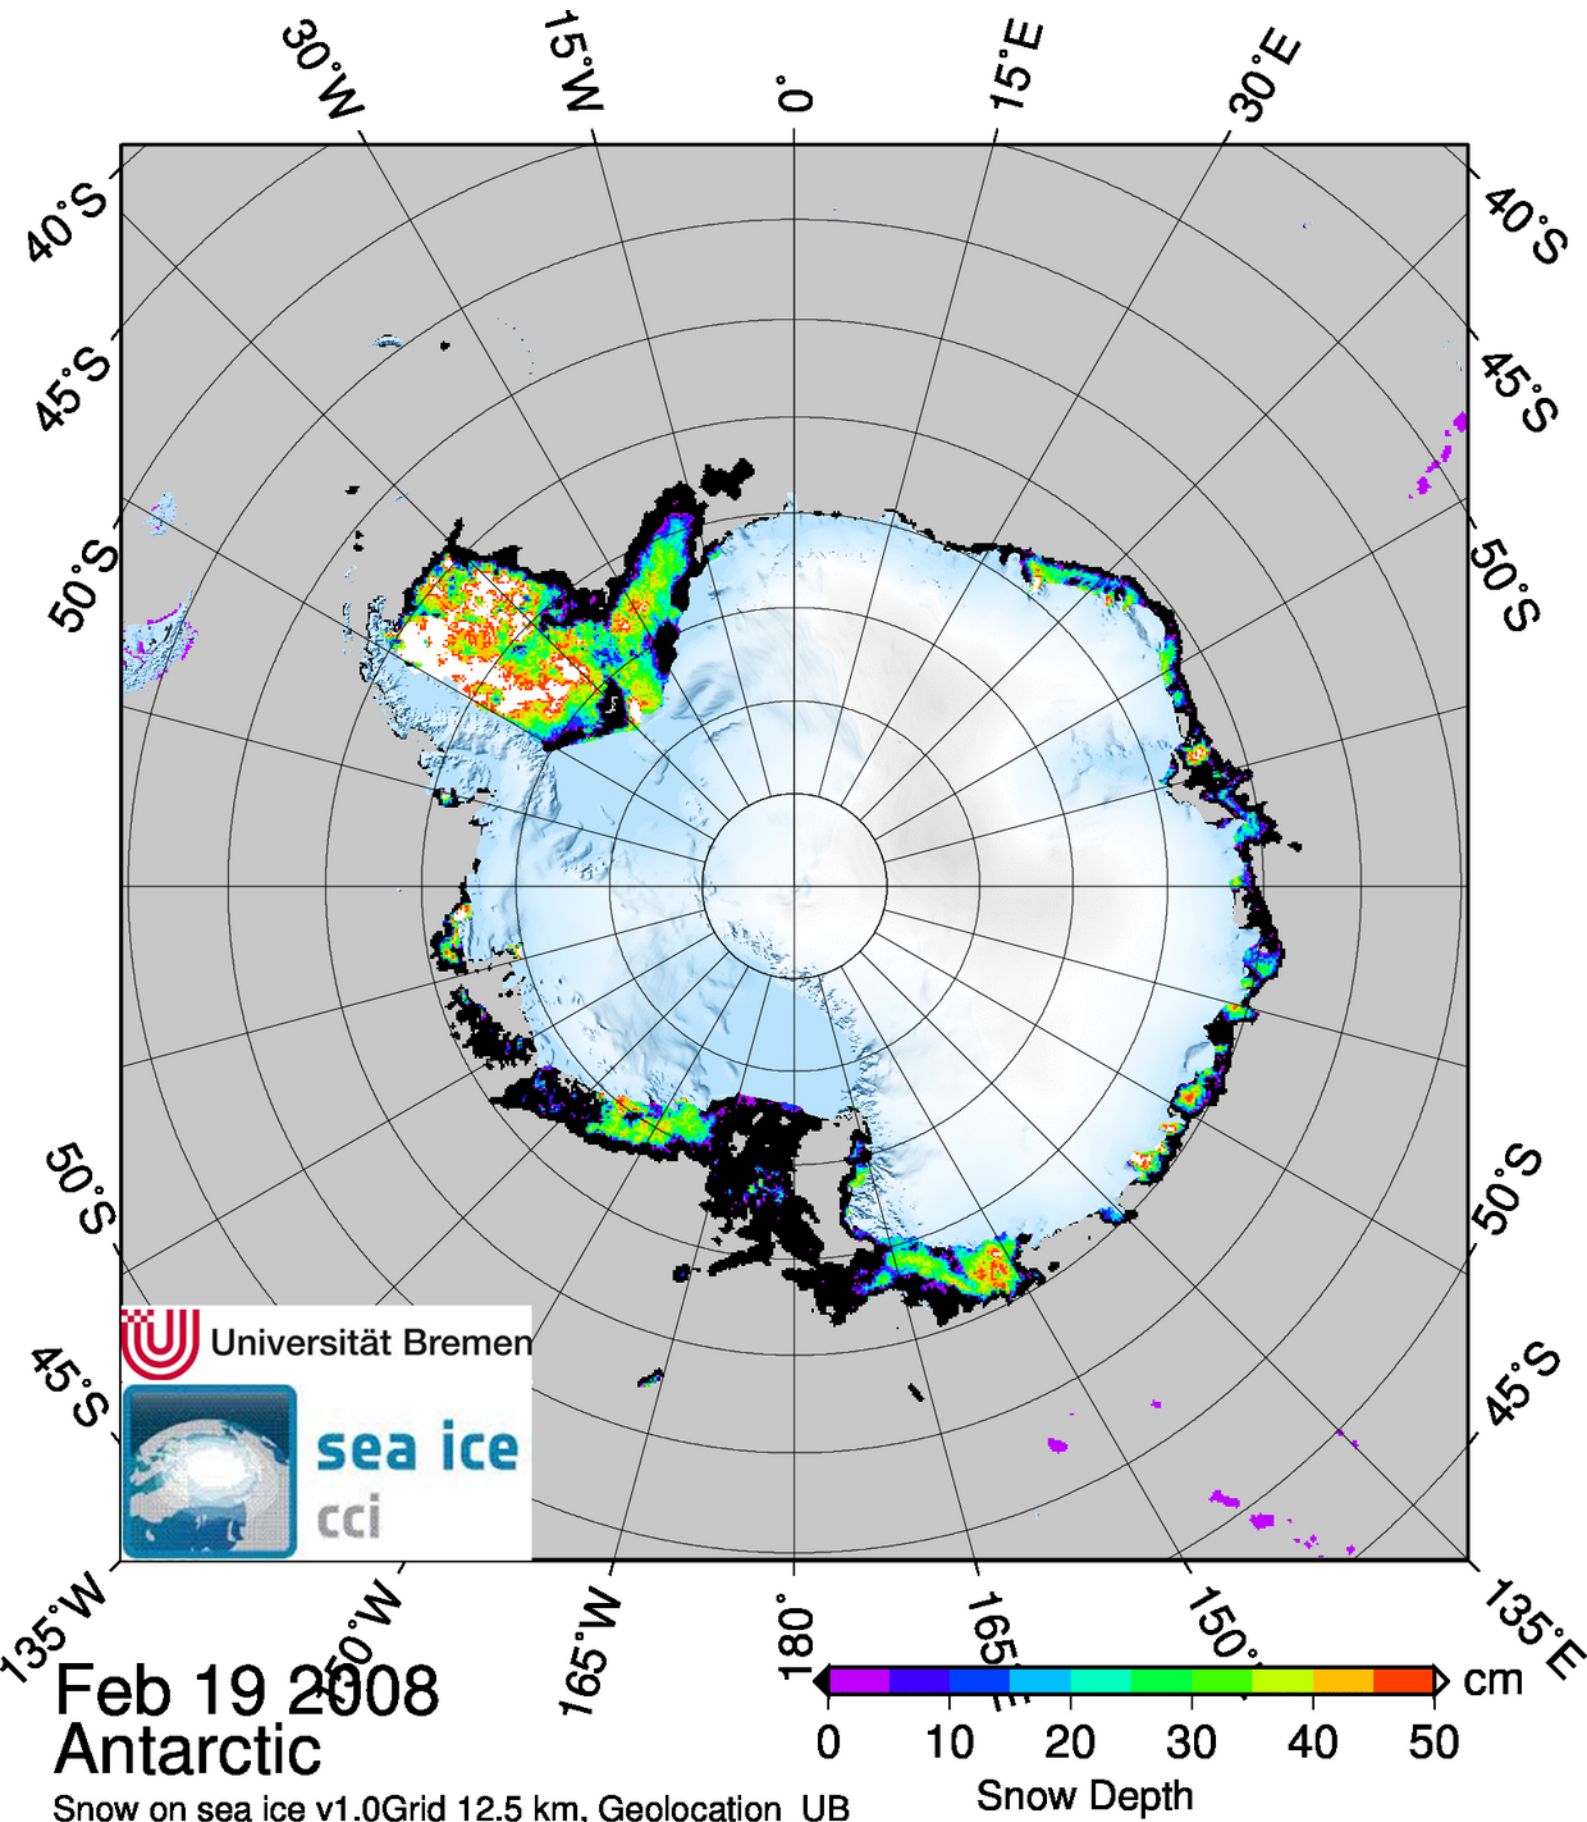 30°W 15°W 0° 15°E 30°E
40°S 40°S
45°S 45°S
50°S 50°S
50°S 50°S
45°S 45°S
Universität Bremen
sea ice
cci
135°W 165°W 180° 165° 150° 135°E
Feb 19 2008
Antarctic
Snow on sea ice v1.0Grid 12.5 km, Geolocation UB
cm
0 10 20 30 40 50
Snow Depth